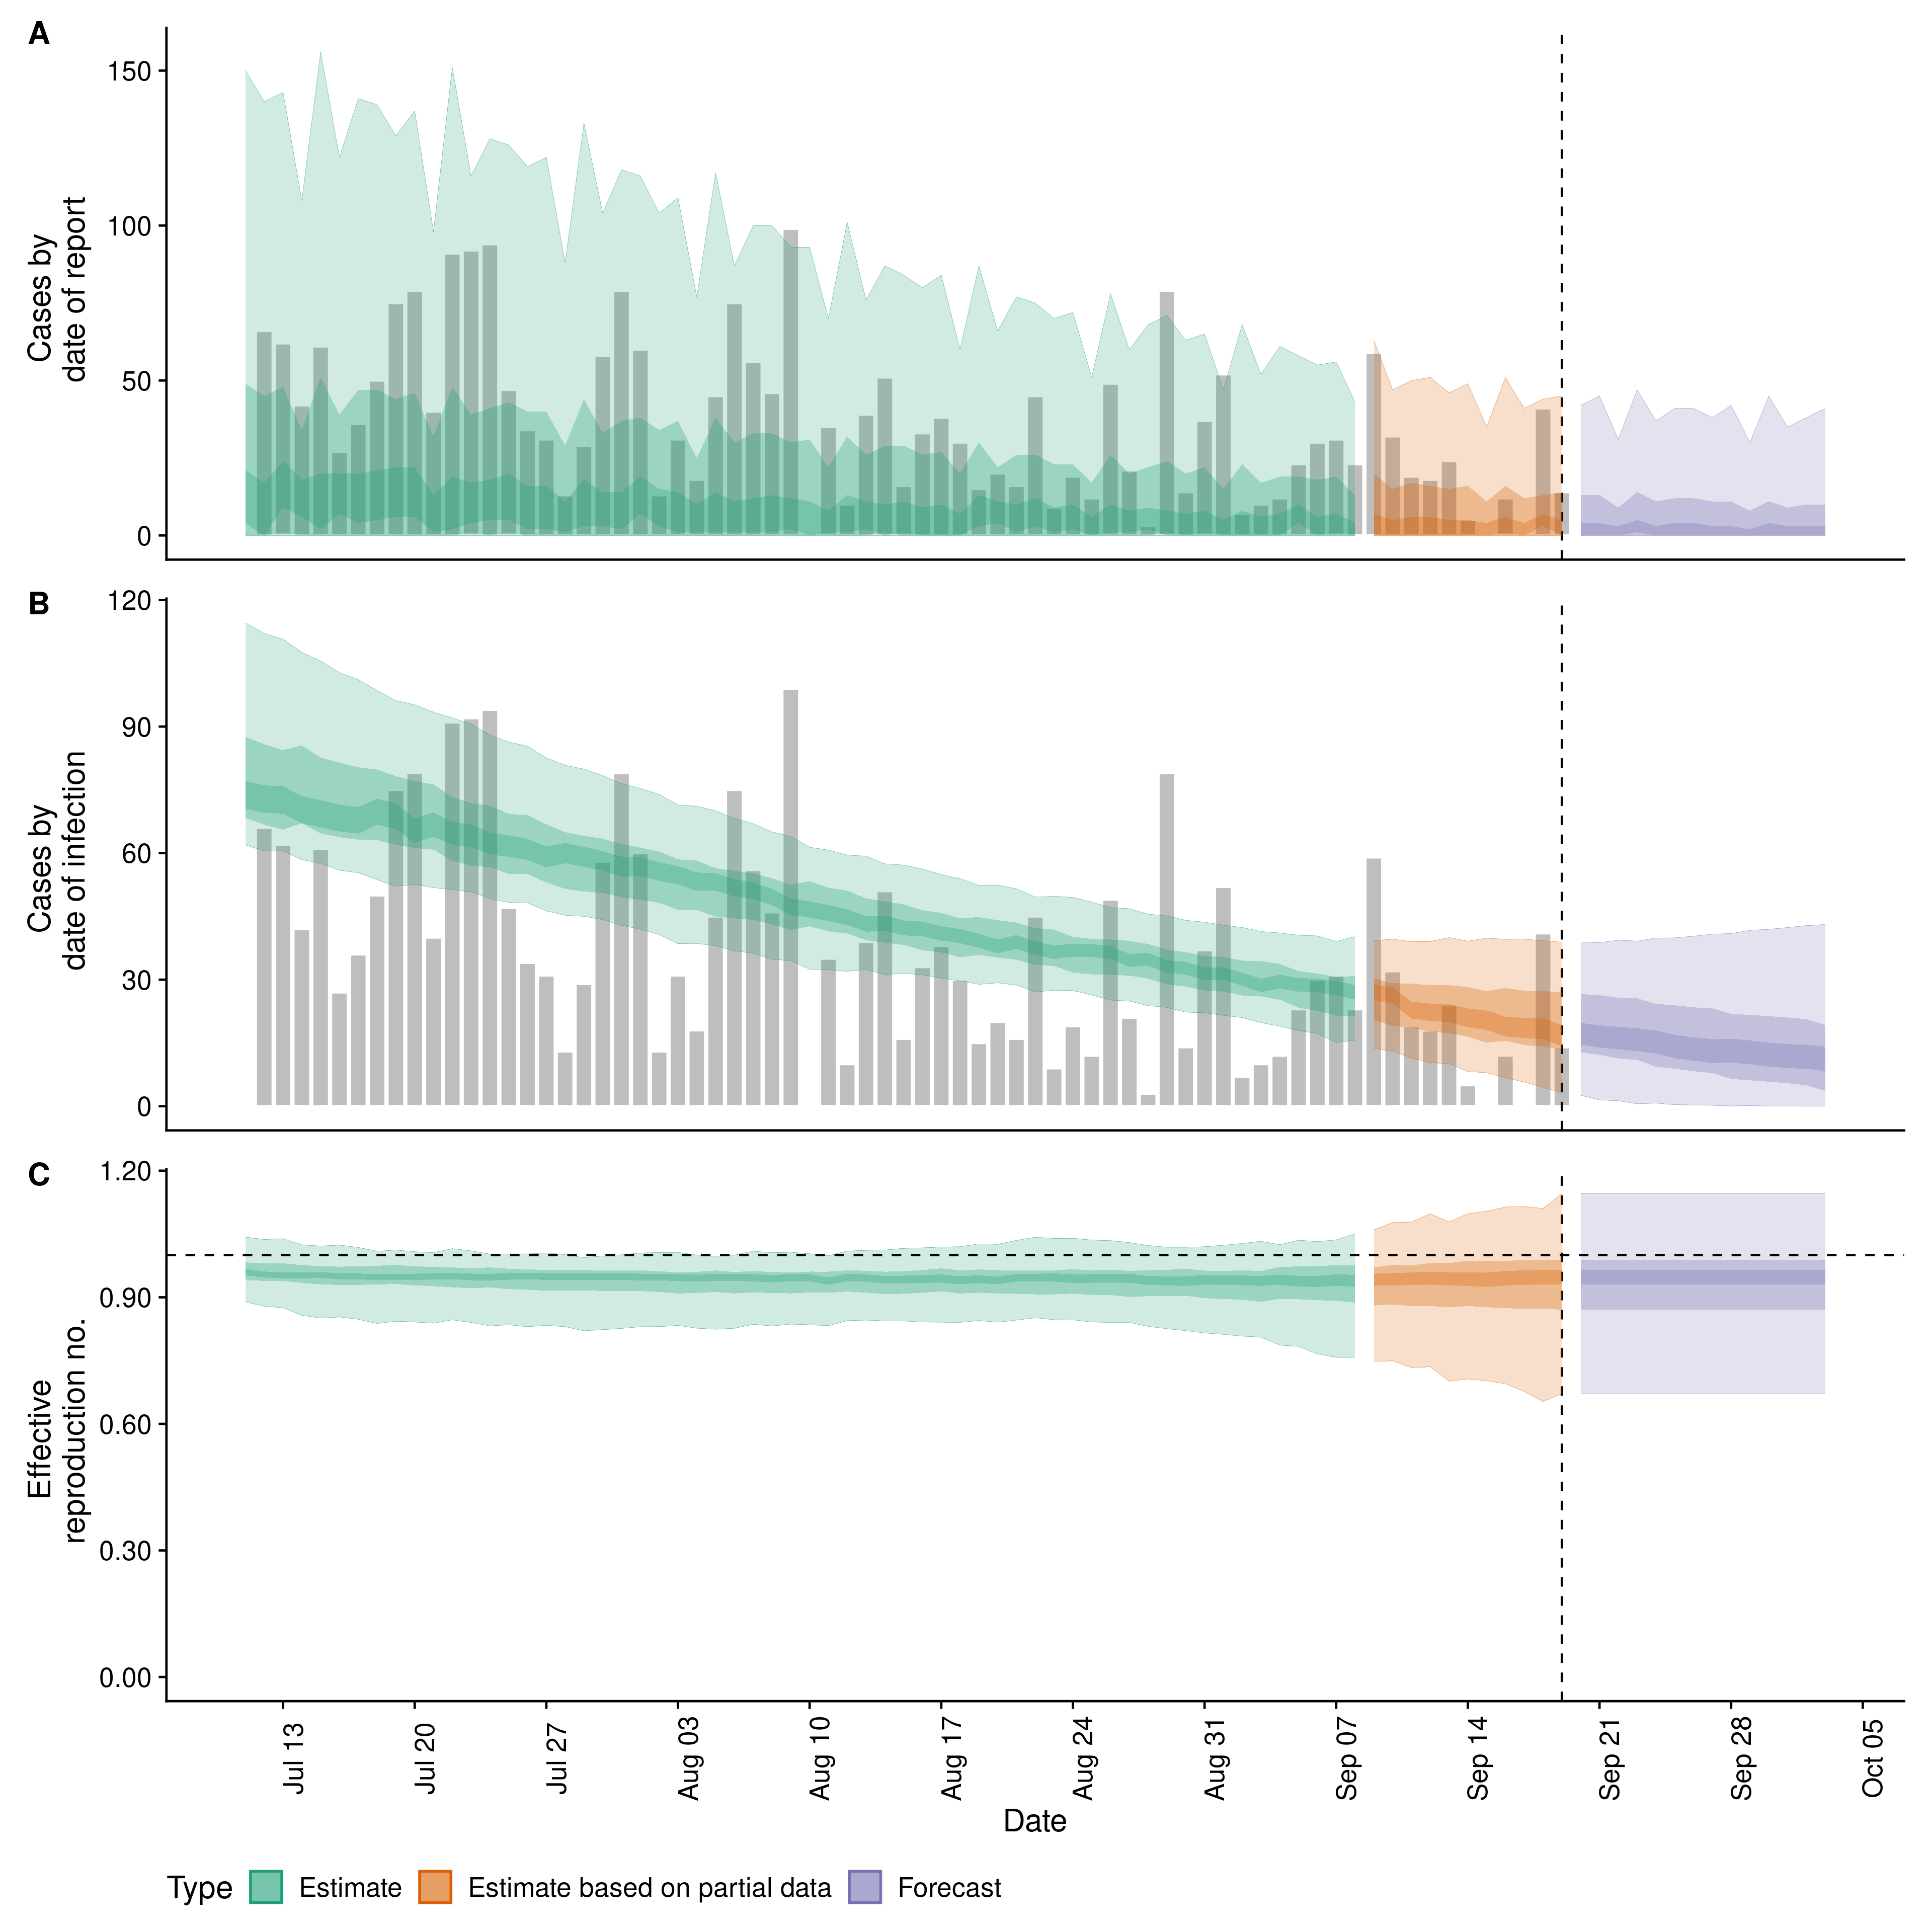 A
Cases by
date of report
150
100
50
0
B
Cases by
date of infection
120
90
60
30
0
C
Effective
reproduction no.
1.20
0.90
0.60
0.30
0.00
Jul 13
Jul 20
Jul 27
Aug 03
Aug 10
Aug 17
Aug 24
Aug 31
Sep 07
Sep 14
Sep 21
Sep 28
Oct 05
Date
Type Estimate Estimate based on partial data Forecast